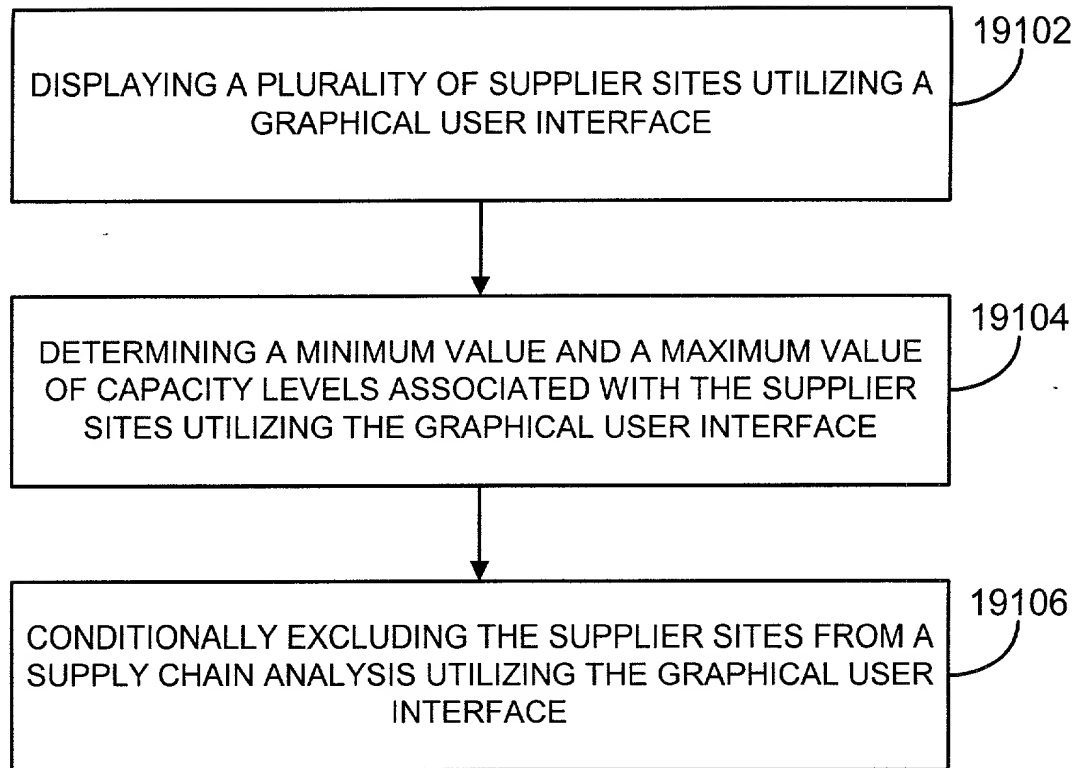 19102
DISPLAYING A PLURALITY OF SUPPLIER SITES UTILIZING A
GRAPHICAL USER INTERFACE
19104
DETERMINING A MINIMUM VALUE AND A MAXIMUM VALUE
OF CAPACITY LEVELS ASSOCIATED WITH THE SUPPLIER
SITES UTILIZING THE GRAPHICAL USER INTERFACE
19106
CONDITIONALLY EXCLUDING THE SUPPLIER SITES FROM A
SUPPLY CHAIN ANALYSIS UTILIZING THE GRAPHICAL USER
INTERFACE